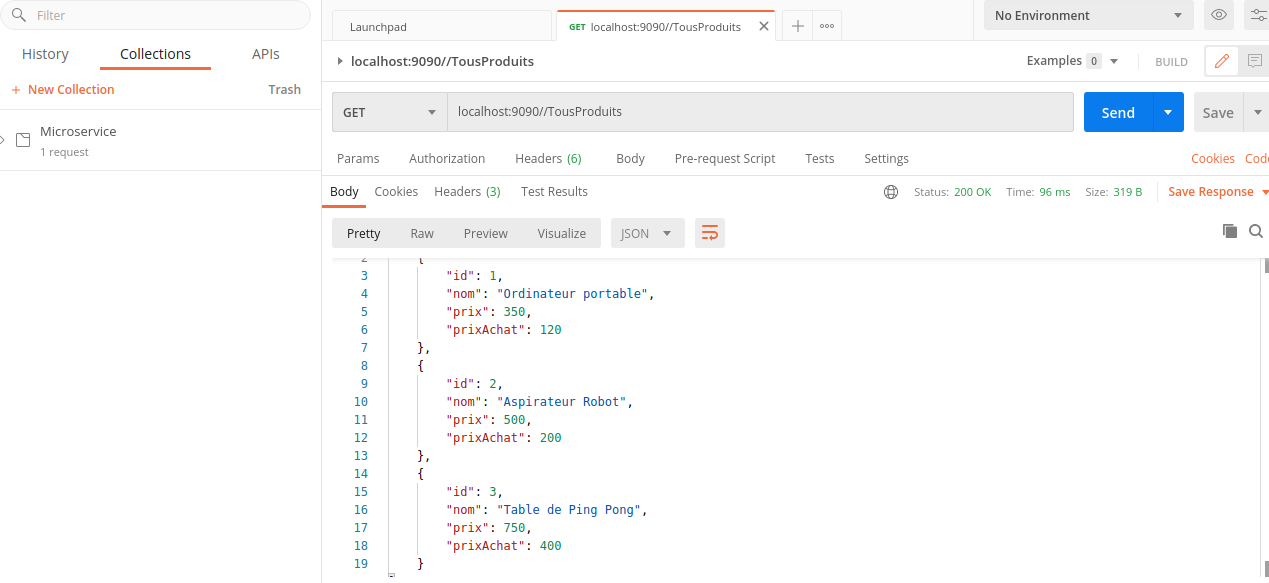 Filter
Launchpad
GET localhost:9090//TousProduits
No Environment
History Collections APIs
localhost:9090//TousProduits
Examples 0
BUILD
+ New Collection Trash
GET localhost:9090//TousProduits
Send
Save
Microservice
1 request
Params Authorization Headers (6) Body Pre-request Script Tests Settings
Cookies Code
Body Cookies Headers (3) Test Results
Status: 200 OK Time: 96 ms Size: 319 B Save Response
Pretty Raw Preview Visualize JSON
2 {
3 "id": 1,
4 "nom": "Ordinateur portable",
5 "prix": 350,
6 "prixAchat": 120
7 },
8 {
9 "id": 2,
10 "nom": "Aspirateur Robot",
11 "prix": 500,
12 "prixAchat": 200
13 },
14 {
15 "id": 3,
16 "nom": "Table de Ping Pong",
17 "prix": 750,
18 "prixAchat": 400
19 }